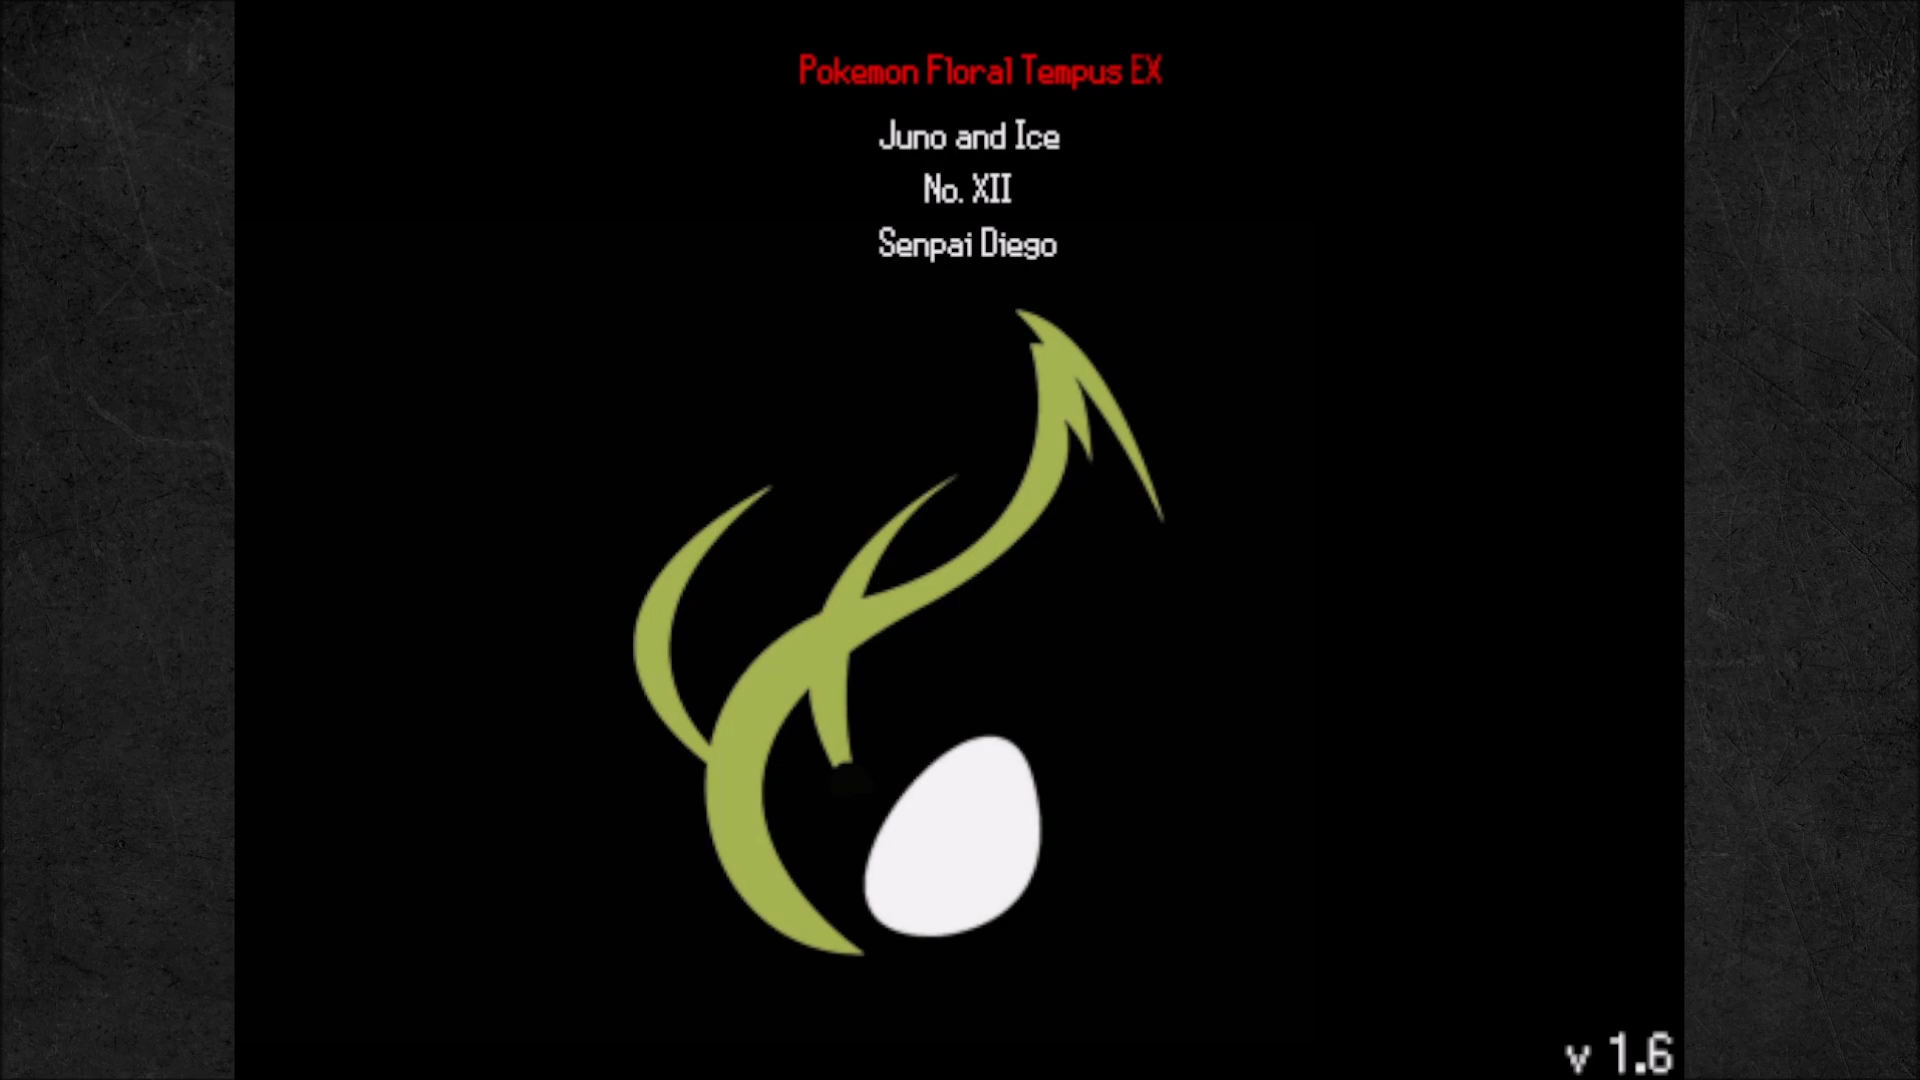 Pokemon Floral Tempus EX
Juno and Ice
No. XII
Senpai Diego
v 1.6